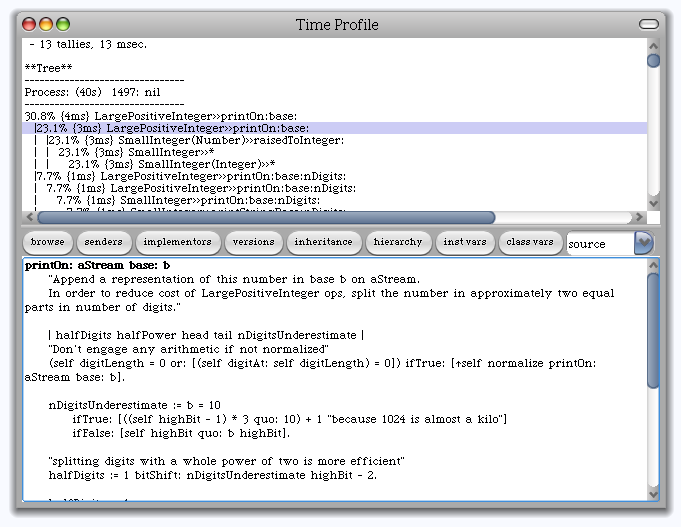 Time Profile
- 13 tallies, 13 msec.
**Tree**
--------------------------------
Process: (40s)  1497: nil
--------------------------------
30.8% {4ms} LargePositiveInteger>>printOn:base:
|23.1% {3ms} LargePositiveInteger>>printOn:base:
| |23.1% {3ms} SmallInteger(Number)>>raisedToInteger:
| | 23.1% {3ms} SmallInteger>>*
| | 23.1% {3ms} SmallInteger(Integer)>>*
|7.7% {1ms} LargePositiveInteger>>printOn:base:nDigits:
| 7.7% {1ms} LargePositiveInteger>>printOn:base:nDigits:
| 7.7% {1ms} SmallInteger>>printOn:base:nDigits:
browse senders implementors versions inheritance hierarchy inst vars class vars source
printOn: aStream base: b
"Append a representation of this number in base b on aStream.
In order to reduce cost of LargePositiveInteger ops, split the number in approximately two equal
parts in number of digits."
| halfDigits halfPower head tail nDigitsUnderestimate |
"Don't engage any arithmetic if not normalized"
(self digitLength = 0 or: [(self digitAt: self digitLength) = 0]) ifTrue: [↑self normalize printOn:
aStream base: b].
nDigitsUnderestimate := b = 10
ifTrue: [((self highBit - 1) * 3 quo: 10) + 1 "because 1024 is almost a kilo"]
ifFalse: [self highBit quo: b highBit].
"splitting digits with a whole power of two is more efficient"
halfDigits := 1 bitShift: nDigitsUnderestimate highBit - 2.